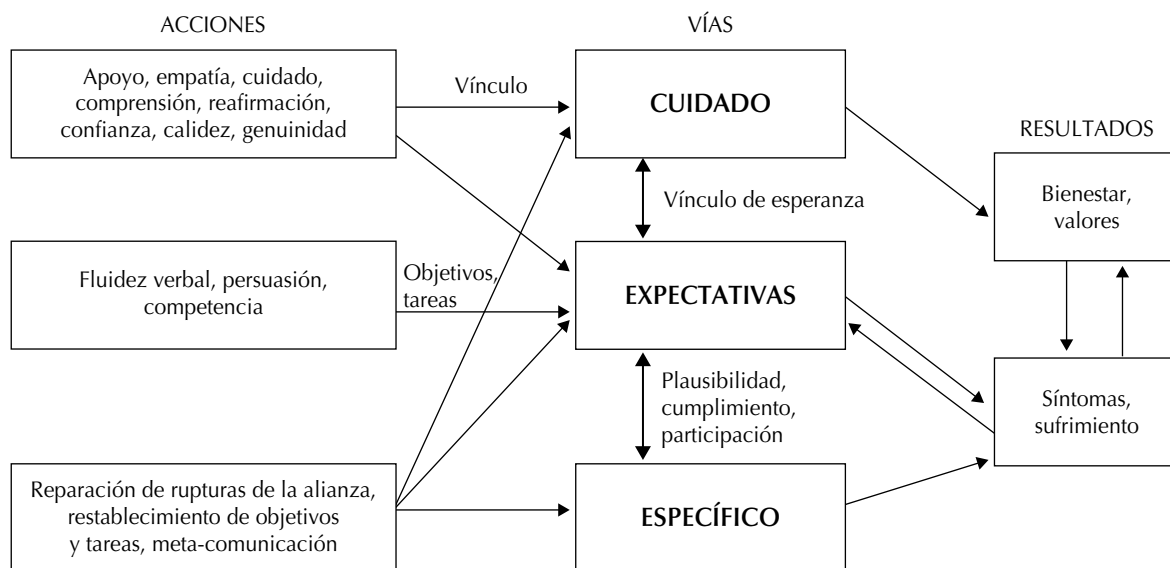 ACCIONES
VÍAS
Apoyo, empatía, cuidado,
comprensión, reafirmación,
confianza, calidez, genuinidad
Vínculo
CUIDADO
RESULTADOS
Bienestar,
valores
Vínculo de esperanza
Fluidez verbal, persuasión,
competencia
Objetivos,
tareas
EXPECTATIVAS
Plausibilidad,
cumplimiento,
participación
Síntomas,
sufrimiento
Reparación de rupturas de la alianza,
restablecimiento de objetivos
y tareas, meta-comunicación
ESPECÍFICO